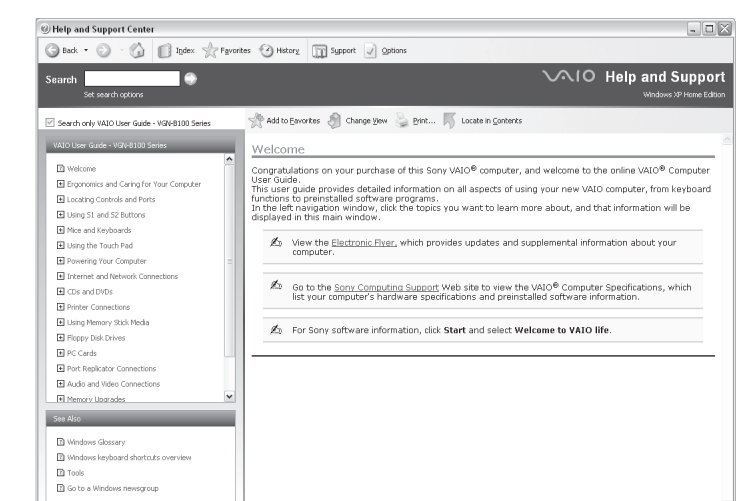 Help and Support Center
Back Index Favorites History Support Options
Search
Set search options
VAIO Help and Support
Windows XP Home Edition
Search only VAIO User Guide - VGN-B100 Series
Add to Favorites Change View Print... Locate in Contents
VAIO User Guide - VGN-B100 Series
Welcome
Ergonomics and Caring for Your Computer
Locating Controls and Ports
Using S1 and S2 Buttons
Mice and Keyboards
Using the Touch Pad
Powering Your Computer
Internet and Network Connections
CDs and DVDs
Printer Connections
Using Memory Stick Media
Floppy Disk Drives
PC Cards
Port Replicator Connections
Audio and Video Connections
Memory Upgrades
See Also
Windows Glossary
Windows keyboard shortcuts overview
Tools
Go to a Windows newsgroup
Welcome
Congratulations on your purchase of this Sony VAIO® computer, and welcome to the online VAIO® Computer
User Guide.
This user guide provides detailed information on all aspects of using your new VAIO computer, from keyboard
functions to preinstalled software programs.
In the left navigation window, click the topics you want to learn more about, and that information will be
displayed in this main window.
View the Electronic Flyer, which provides updates and supplemental information about your
computer.
Go to the Sony Computing Support Web site to view the VAIO® Computer Specifications, which
list your computer's hardware specifications and preinstalled software information.
For Sony software information, click Start and select Welcome to VAIO life.